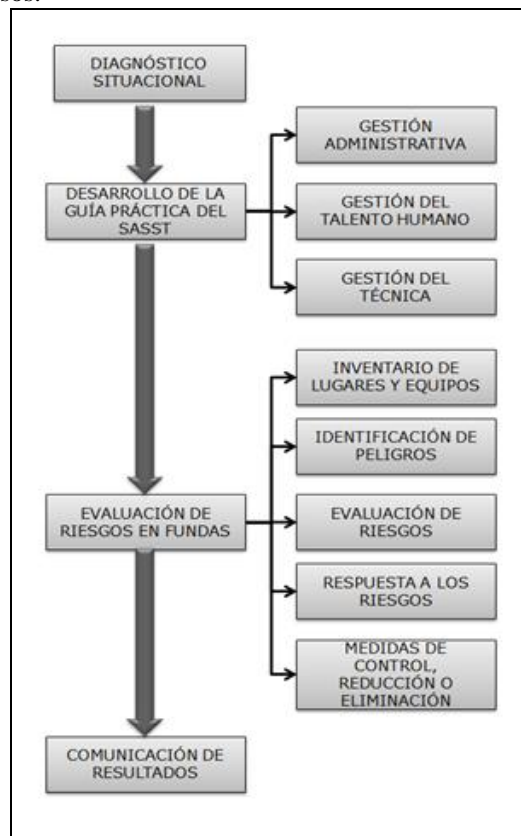 DIAGNÓSTICO
SITUACIONAL
DESARROLLO DE LA
GUÍA PRÁCTICA DEL
SASST
GESTIÓN
ADMINISTRATIVA
GESTIÓN DEL
TALENTO HUMANO
GESTIÓN DEL
TÉCNICA
EVALUACIÓN DE
RIESGOS EN FUNDAS
INVENTARIO DE
LUGARES Y EQUIPOS
IDENTIFICACIÓN DE
PELIGROS
EVALUACIÓN DE
RIESGOS
RESPUESTA A LOS
RIESGOS
MEDIDAS DE
CONTROL,
REDUCCIÓN O
ELIMINACIÓN
COMUNICACIÓN DE
RESULTADOS